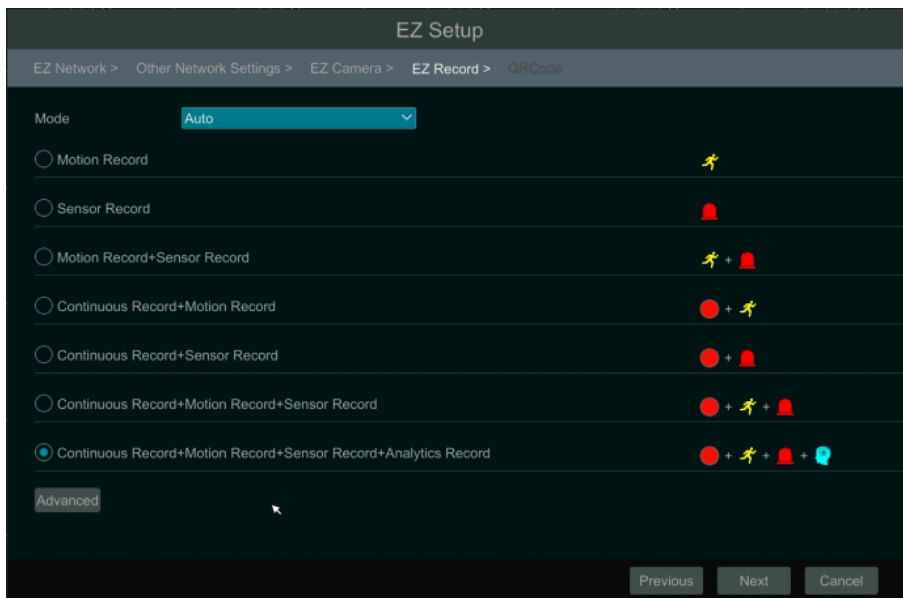 EZ Setup
EZ Network > Other Network Settings > EZ Camera > EZ Record > QRCode
Mode Auto
Motion Record
Sensor Record
Motion Record+Sensor Record +
Continuous Record+Motion Record +
Continuous Record+Sensor Record +
Continuous Record+Motion Record+Sensor Record + +
Continuous Record+Motion Record+Sensor Record+Analytics Record + + +
Advanced
Previous Next Cancel